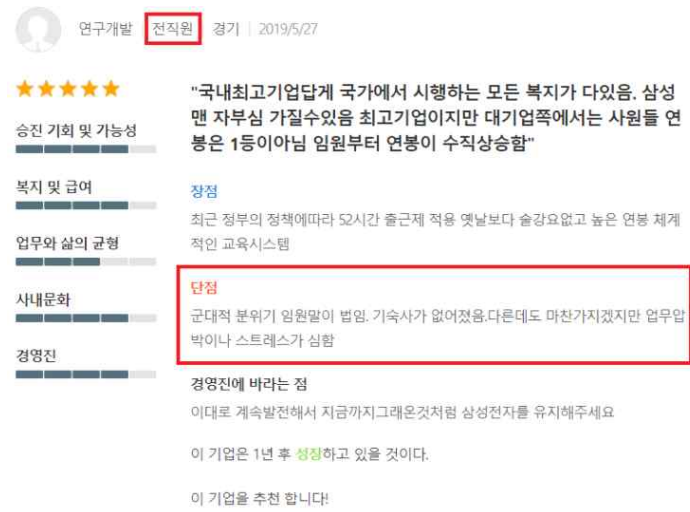 연구개발 전직원 경기 2019/5/27
승진 기회 및 가능성
복지 및 급여
업무와 삶의 균형
사내문화
경영진
"국내최고기업답게 국가에서 시행하는 모든 복지가 다있음. 삼성
맨 자부심 가질수있음 최고기업이지만 대기업쪽에서는 사원들 연
봉은 1등이아님 임원부터 연봉이 수직상승함"
장점
최근 정부의 정책에따라 52시간 출근제 적용 옛날보다 술강요없고 높은 연봉 체계
적인 교육시스템
단점
군대적 분위기 임원말이 법임. 기숙사가 없어졌음.다른데도 마찬가지겠지만 업무압
박이나 스트레스가 심함
경영진에 바라는 점
이대로 계속발전해서 지금까지그래온것처럼 삼성전자를 유지해주세요
이 기업은 1년 후 성장하고 있을 것이다.
이 기업을 추천 합니다!